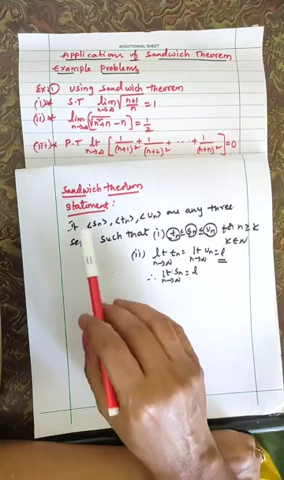 ADDITIONAL SHEET
Applications of Sandwich Theorem
Example Problems
Ex:① Using Sandwich theorem
(i)* S.T lim n→∞ √(n+1)/n = 1
(ii)* lim n→∞ [√(n²+n) - n] = 1/2
(iii)* P.T lt n→∞ [1/(n+1)² + 1/(n+2)² + ... + 1/(n+n)²] = 0
Sandwich theorem
Statement:
If <Sn>, <tn>, <un> are any three
such that (i) tn ≤ Sn ≤ un n ≥ k
k∈N
(ii) lt n→∞ tn = lt n→∞ un = l
∴ lt n→∞ Sn = l